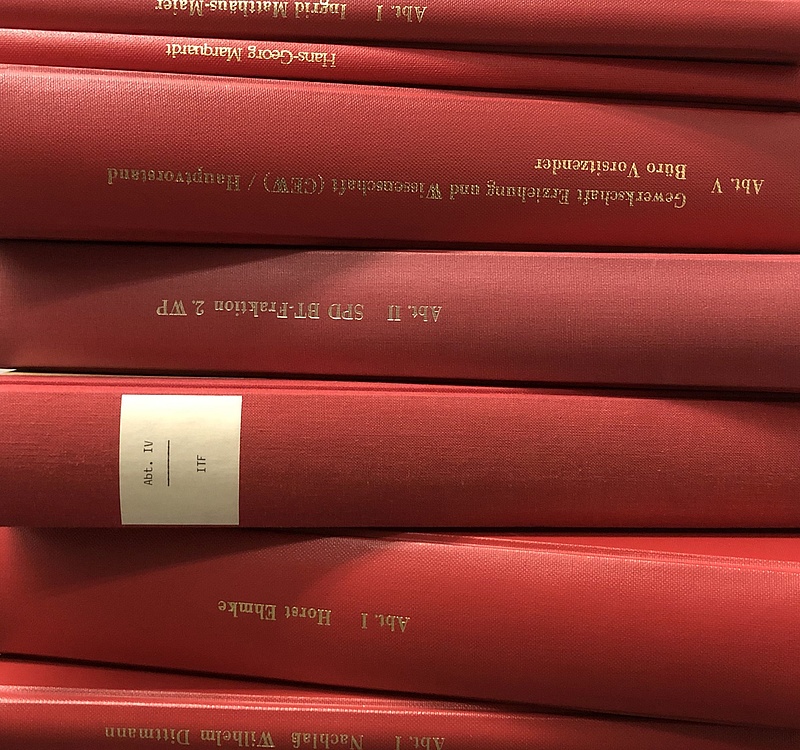 Abt. I Ingrid Matthäus-Maier
Hans-Georg Marquardt
Abt. V Gewerkschaft Erziehung und Wissenschaft (GEW) / Hauptvorstand
Büro Vorsitzender
Abt. II SPD BT-Fraktion 2. WP
Abt. IV
ITF
Abt. I Horst Ehmke
Abt. I Nachlaß Wilhelm Dittmann